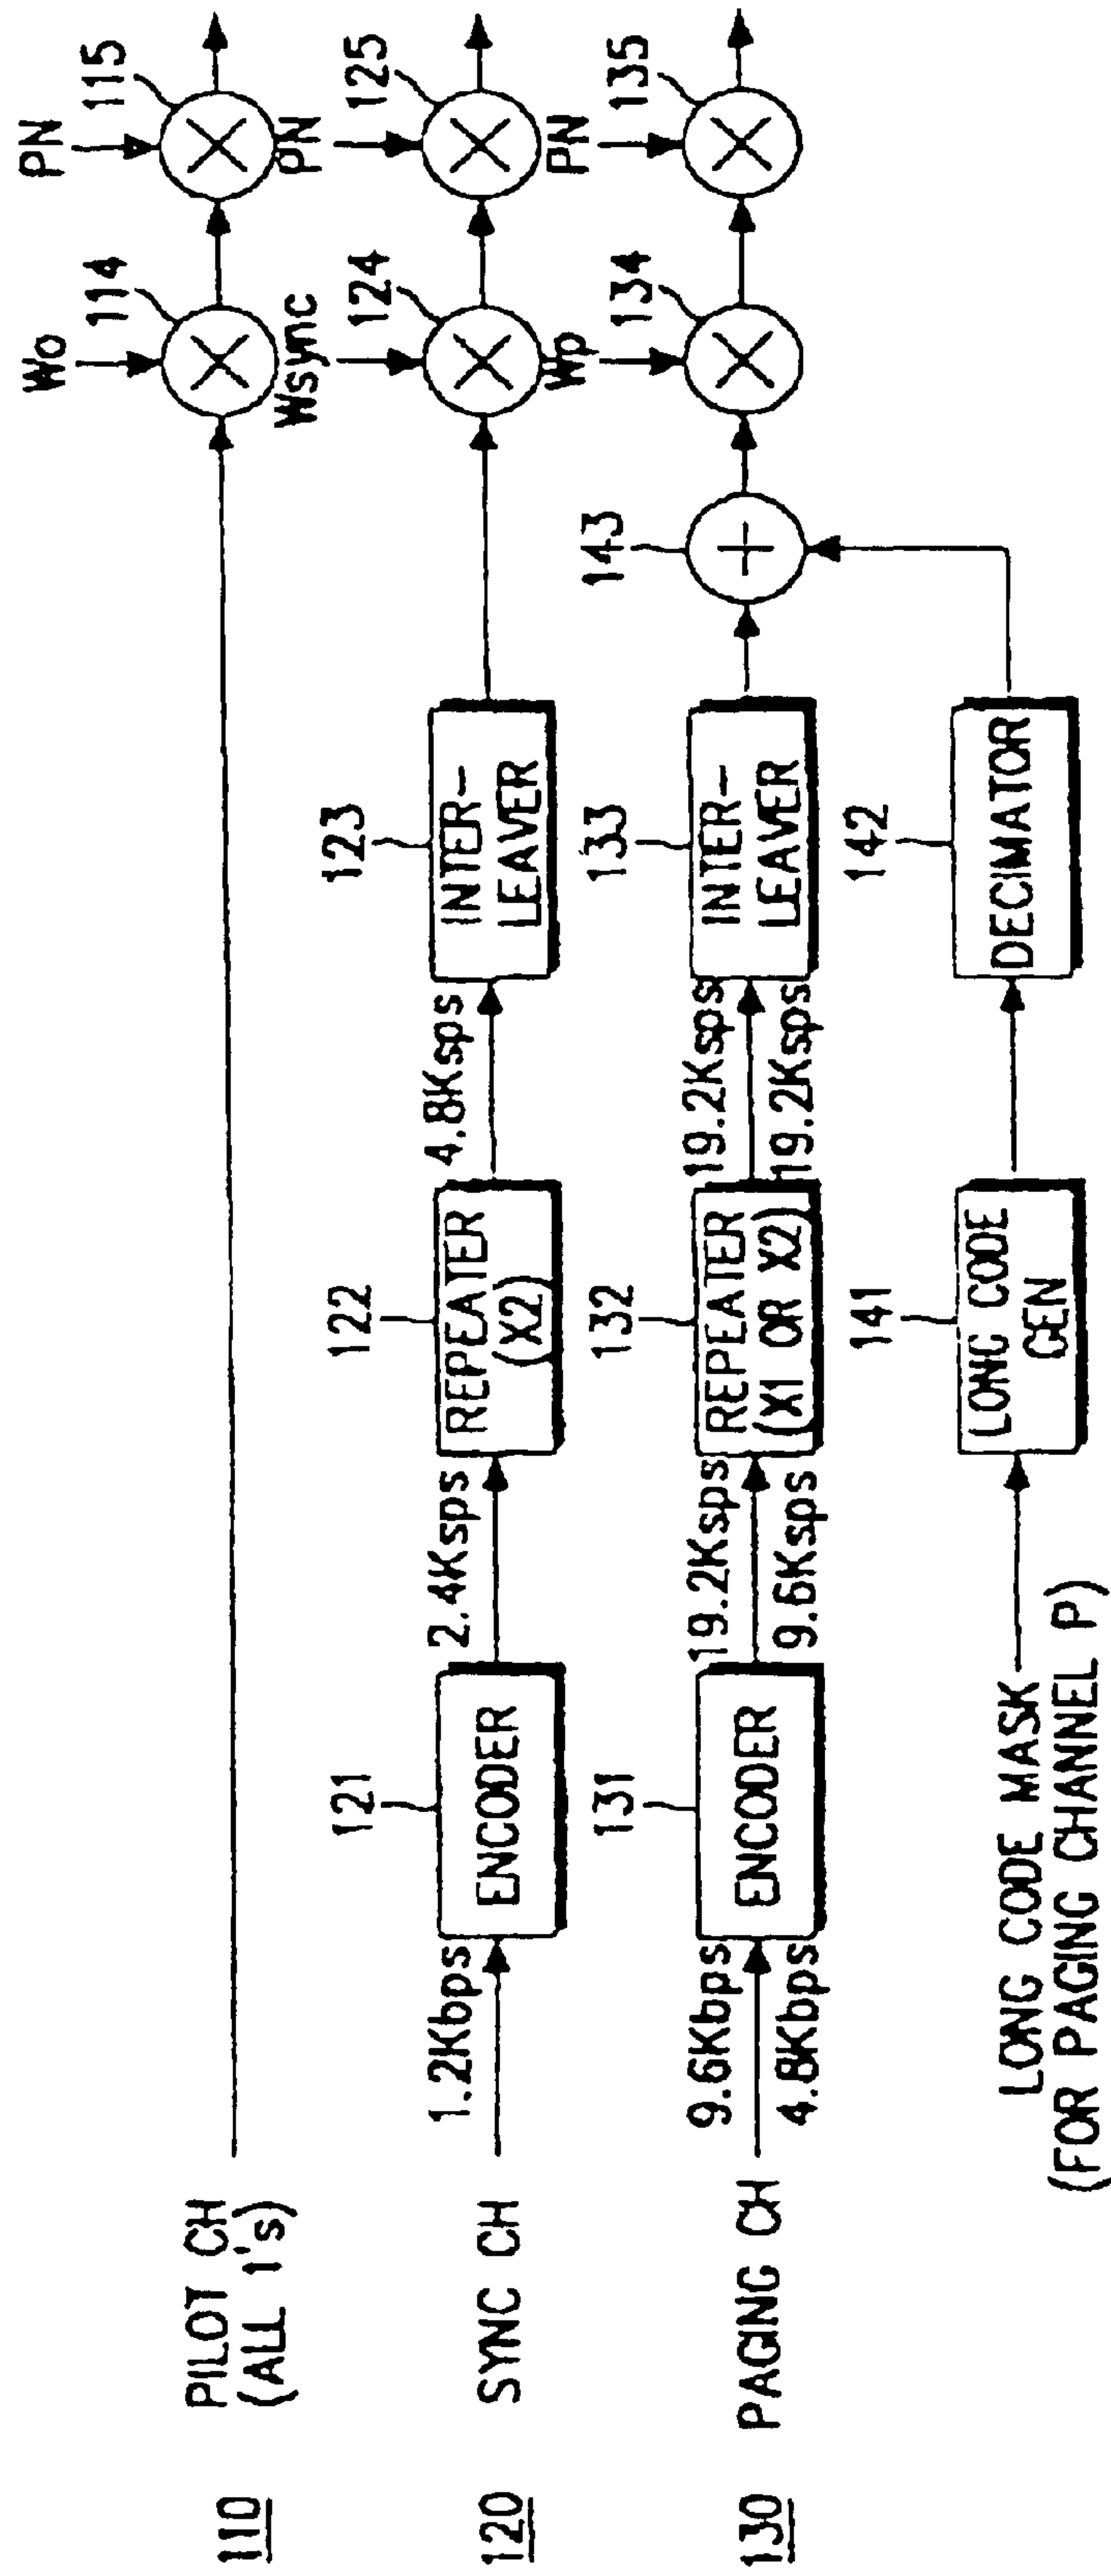 Wo
PN
114
115
PILOT CH
(ALL 1's)
110
Wsync
PN
124
125
121
122
123
1.2Kbps
2.4Ksps
4.8Ksps
SYNC CH
ENCODER
REPEATER
(X2)
INTER-
LEAVER
120
Wp
PN
134
135
131
132
133
143
9.6Kbps
19.2Ksps
19.2Ksps
PAGING CH
ENCODER
REPEATER
(X1 OR X2)
INTER-
LEAVER
130
4.8Kbps
9.6Ksps
19.2Ksps
141
142
LONG CODE MASK
(FOR PAGING CHANNEL P)
LONG CODE
GEN
DECIMATOR